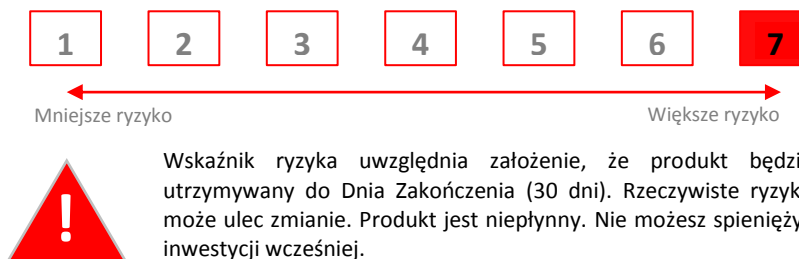 1 2 3 4 5 6 7
Mniejsze ryzyko Większe ryzyko
!
Wskaźnik ryzyka uwzględnia założenie, że produkt będzi
utrzymywany do Dnia Zakończenia (30 dni). Rzeczywiste ryzyk
może ulec zmianie. Produkt jest niepłynny. Nie możesz spienięży
inwestycji wcześniej.